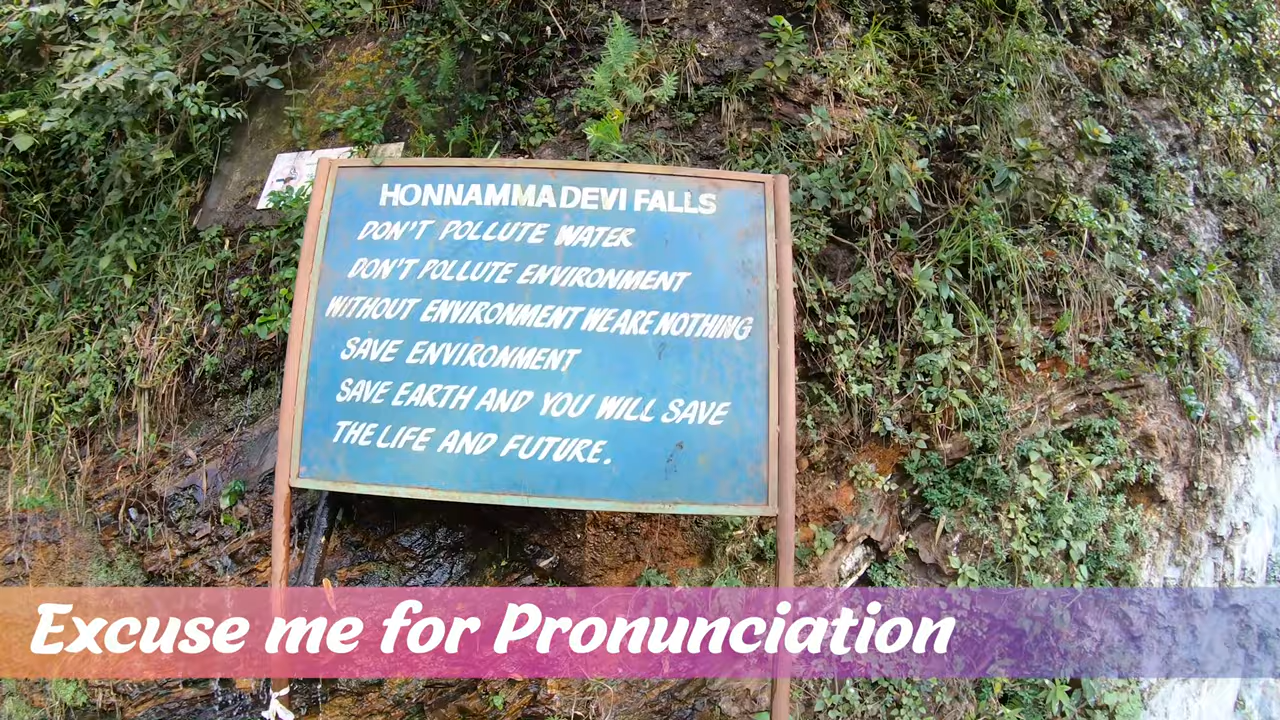 HONNAMMA DEVI FALLS
DON'T POLLUTE WATER
DON'T POLLUTE ENVIRONMENT
WITHOUT ENVIRONMENT WE ARE NOTHING
SAVE ENVIRONMENT
SAVE EARTH AND YOU WILL SAVE
THE LIFE AND FUTURE.
Excuse me for Pronunciation